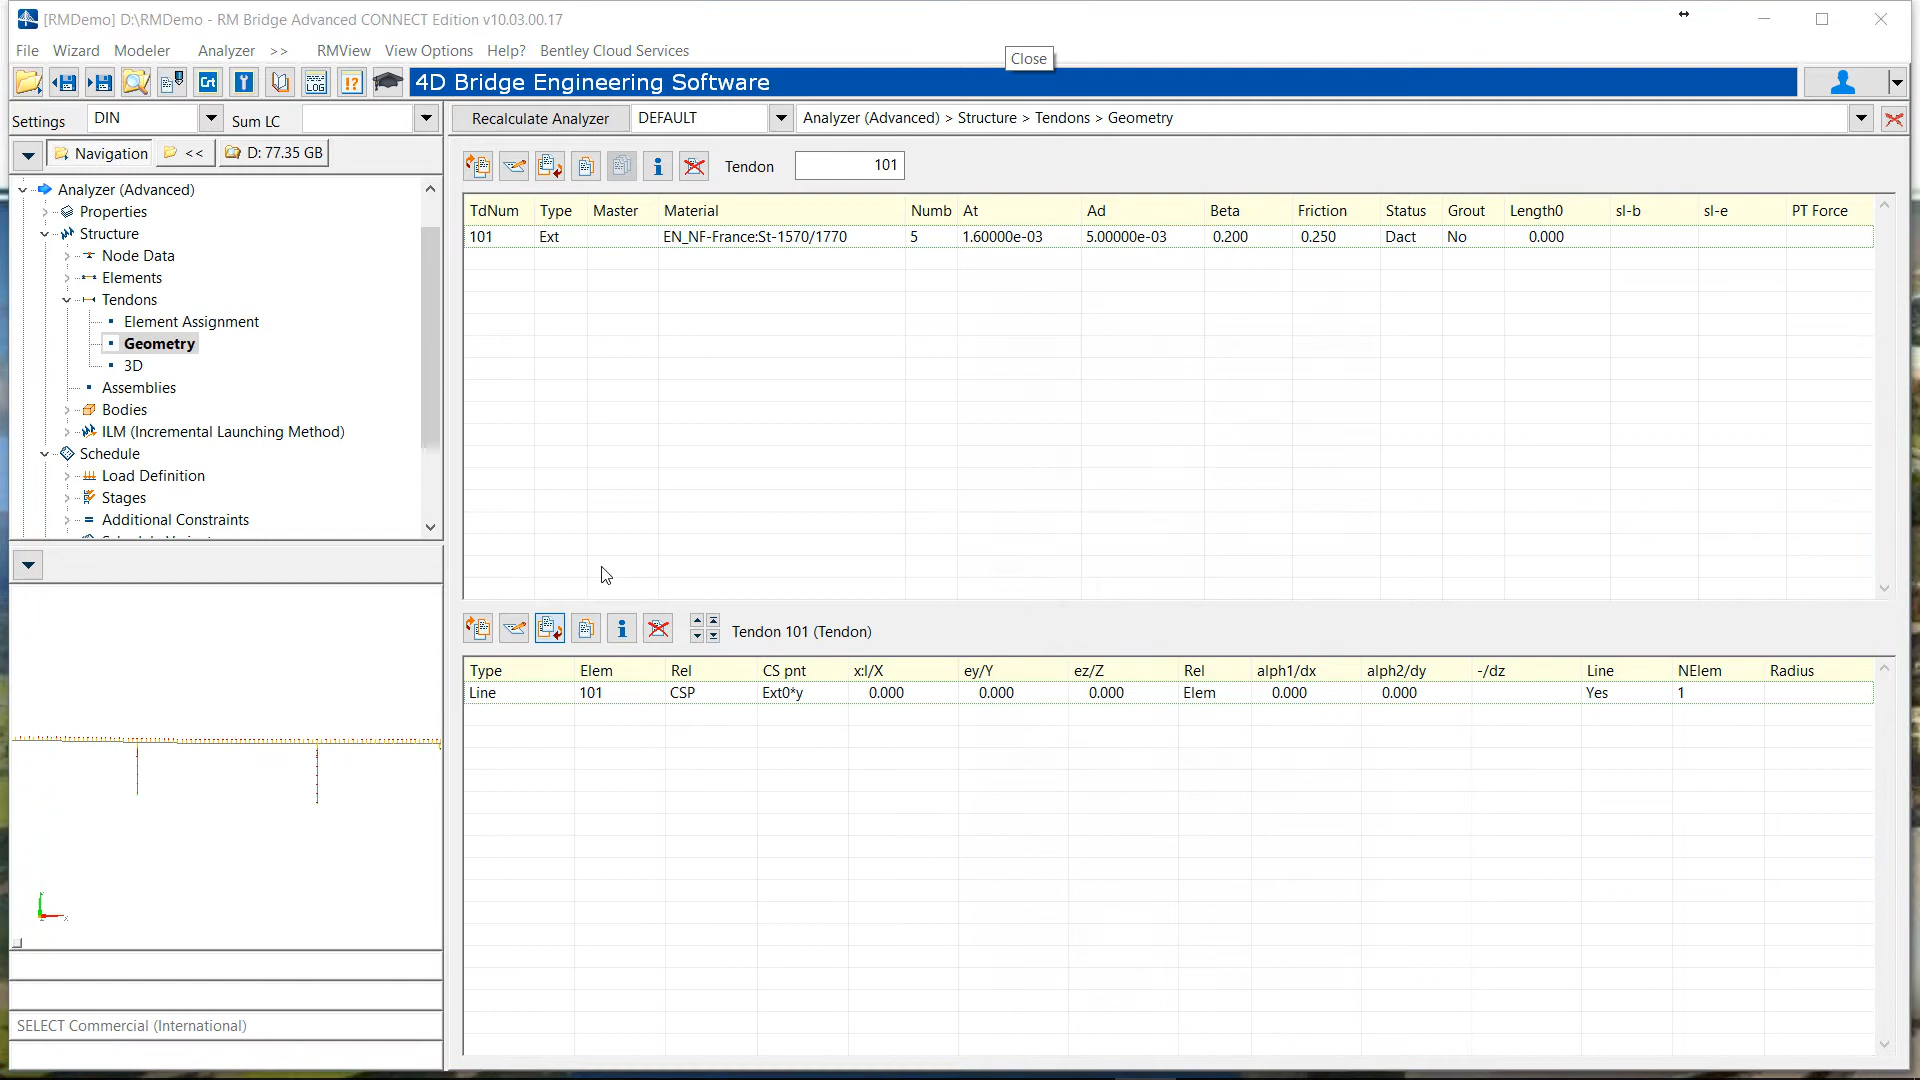 [RMDemo] D:\RMDemo - RM Bridge Advanced CONNECT Edition v10.03.00.17
File Wizard Modeler Analyzer >> RMView View Options Help? Bentley Cloud Services
Close
Crt LOG !? 4D Bridge Engineering Software
Settings DIN Sum LC Recalculate Analyzer DEFAULT Analyzer (Advanced) > Structure > Tendons > Geometry
Navigation << D: 77.35 GB
Analyzer (Advanced)
Properties
Structure
Node Data
Elements
Tendons
Element Assignment
Geometry
3D
Assemblies
Bodies
ILM (Incremental Launching Method)
Schedule
Load Definition
Stages
Additional Constraints
Tendon 101
TdNum Type Master Material Numb At Ad Beta Friction Status Grout Length0 sl-b sl-e PT Force
101 Ext EN_NF-France:St-1570/1770 5 1.60000e-03 5.00000e-03 0.200 0.250 Dact No 0.000
Tendon 101 (Tendon)
Type Elem Rel CS pnt x:l/X ey/Y ez/Z Rel alph1/dx alph2/dy -/dz Line NElem Radius
Line 101 CSP Ext0*y 0.000 0.000 0.000 Elem 0.000 0.000 Yes 1
SELECT Commercial (International)